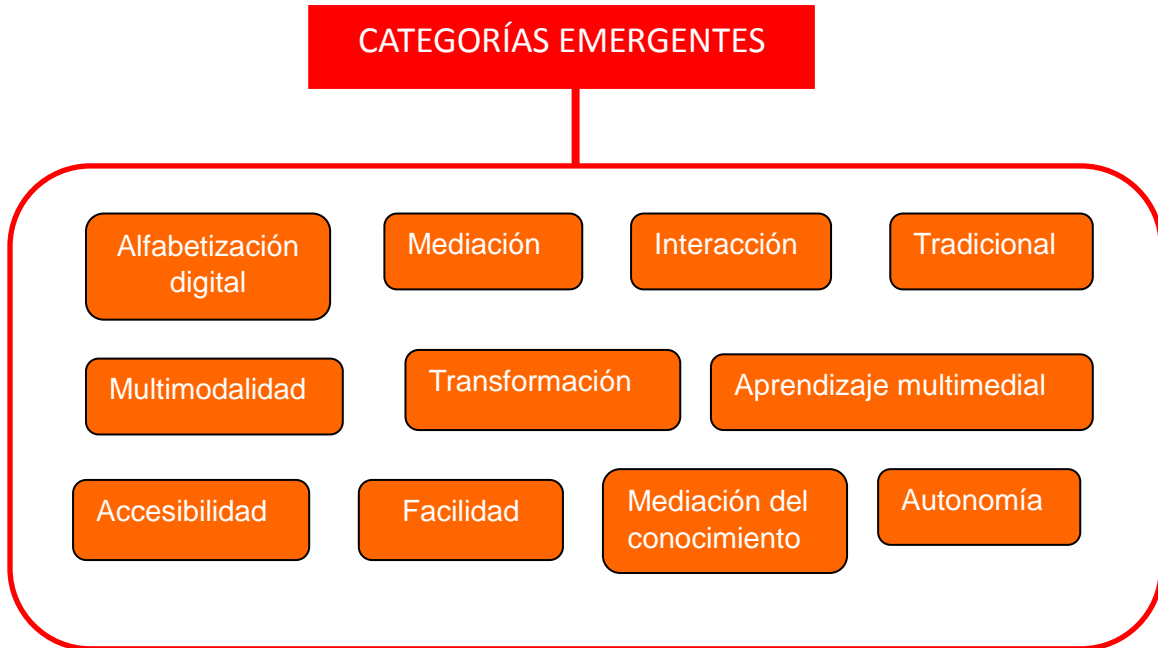 CATEGORÍAS EMERGENTES
Alfabetización
digital
Mediación
Interacción
Tradicional
Multimodalidad
Transformación
Aprendizaje multimedial
Accesibilidad
Facilidad
Mediación del
conocimiento
Autonomía